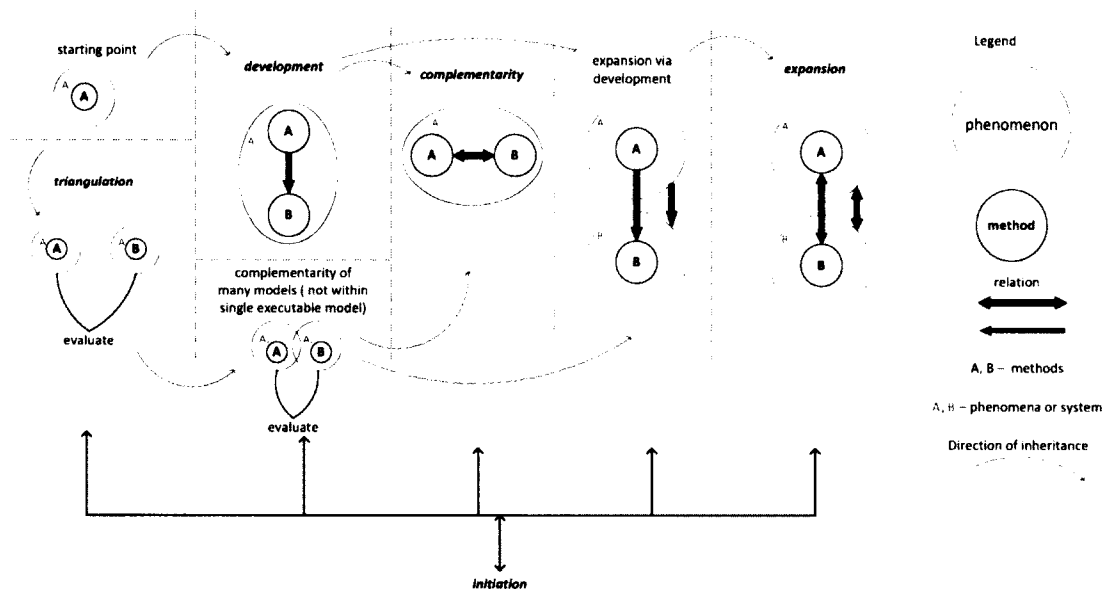 starting point
A
A
triangulation
A
A
A
B
evaluate
development
A
A
B
complementarity of
many models ( not within
single executable model)
A
A
A
B
evaluate
complementarity
A
A
B
expansion via
development
A
A
B
B
expansion
A
A
B
B
initiation
Legend
phenomenon
method
relation
A, B – methods
A, B – phenomena or system
Direction of inheritance